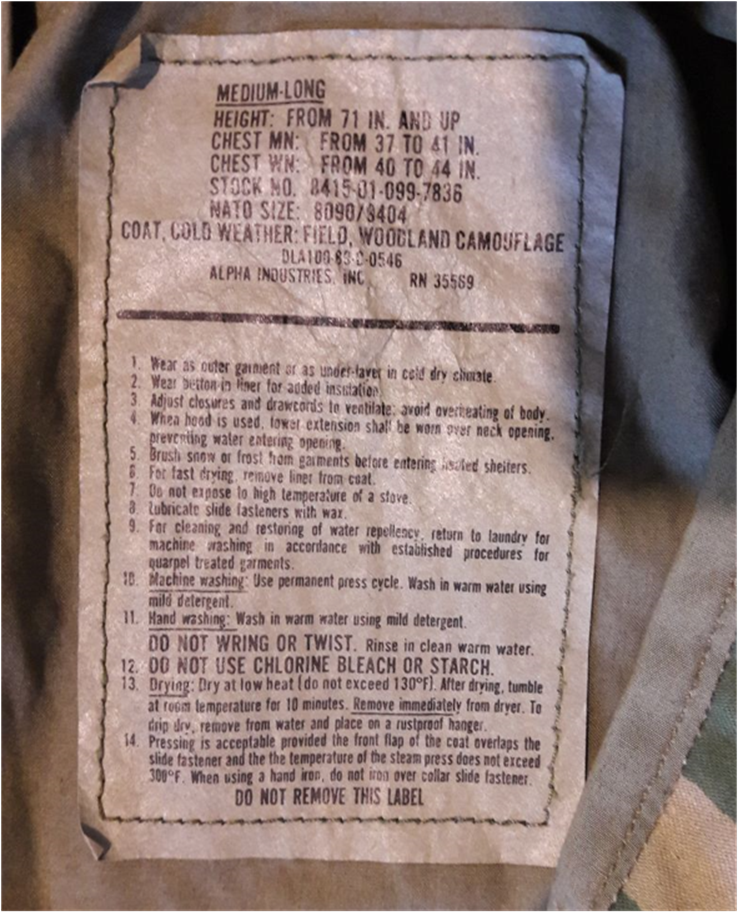 MEDIUM-LONG
HEIGHT: FROM 71 IN. AND UP
CHEST MN: FROM 37 TO 41 IN.
CHEST WN: FROM 40 TO 44 IN.
STOCK NO. 8415-01-099-7836
NATO SIZE: 8090/9404
COAT, COLD WEATHER: FIELD, WOODLAND CAMOUFLAGE
DLA100-83-C-0546
ALPHA INDUSTRIES, INC. RN 35569
1. Wear as outer garment or as under-layer in cold dry climate.
2. Wear button-in liner for added insulation.
3. Adjust closures and drawcords to ventilate; avoid overheating of body.
4. When hood is used, lower extension shall be worn over neck opening,
preventing water entering opening.
5. Brush snow or frost from garments before entering heated shelters.
6. For fast drying, remove liner from coat.
7. Do not expose to high temperature of a stove.
8. Lubricate slide fasteners with wax.
9. For cleaning and restoring of water repellency, return to laundry for
machine washing in accordance with established procedures for
quarpel treated garments.
10. Machine washing: Use permanent press cycle. Wash in warm water using
mild detergent.
11. Hand washing: Wash in warm water using mild detergent.
DO NOT WRING OR TWIST. Rinse in clean warm water.
12. DO NOT USE CHLORINE BLEACH OR STARCH.
13. Drying: Dry at low heat (do not exceed 130°F). After drying, tumble
at room temperature for 10 minutes. Remove immediately from dryer. To
drip dry, remove from water and place on a rustproof hanger.
14. Pressing is acceptable provided the front flap of the coat overlaps the
slide fastener and the the temperature of the steam press does not exceed
300°F. When using a hand iron, do not iron over collar slide fastener.
DO NOT REMOVE THIS LABEL